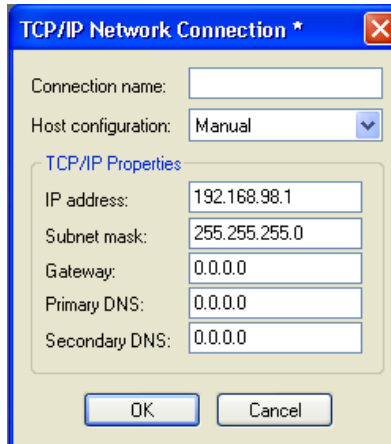 TCP/IP Network Connection *
Connection name:
Host configuration: Manual
TCP/IP Properties
IP address: 192.168.98.1
Subnet mask: 255.255.255.0
Gateway: 0.0.0.0
Primary DNS: 0.0.0.0
Secondary DNS: 0.0.0.0
OK Cancel